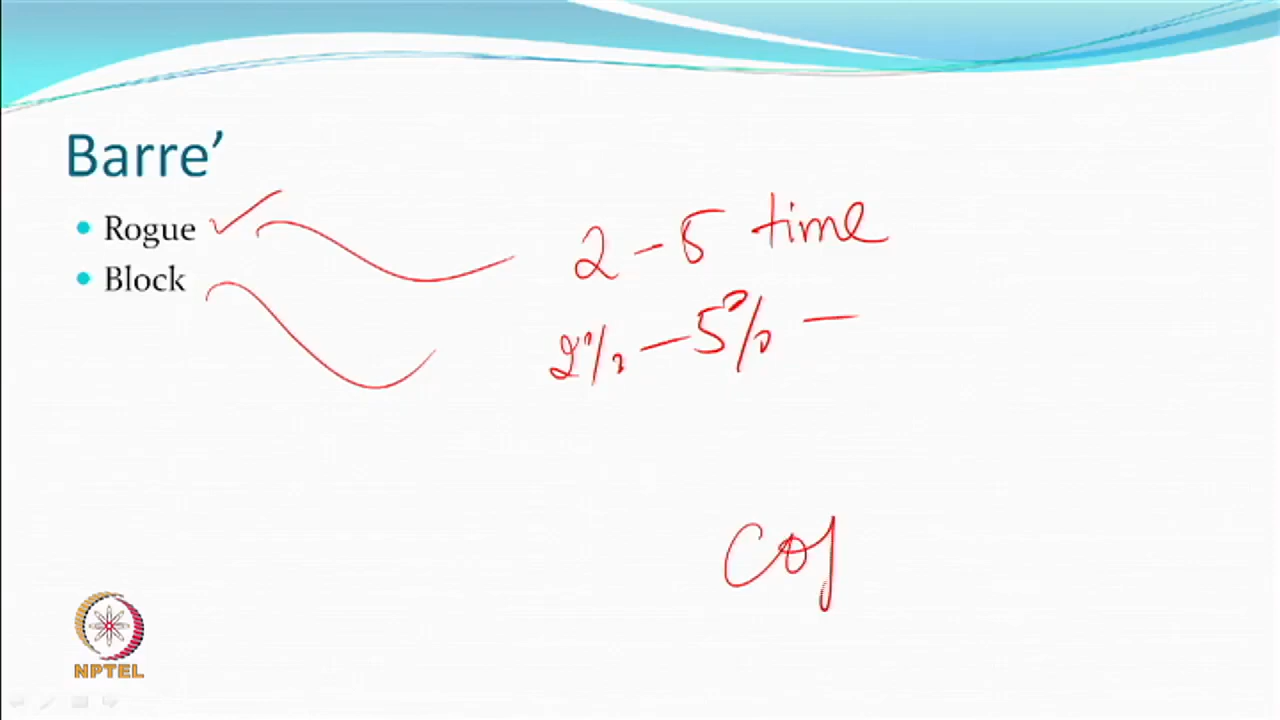 Barre’
Rogue
2 - 5 time
Block
2% - 5% -
cof
NPTEL